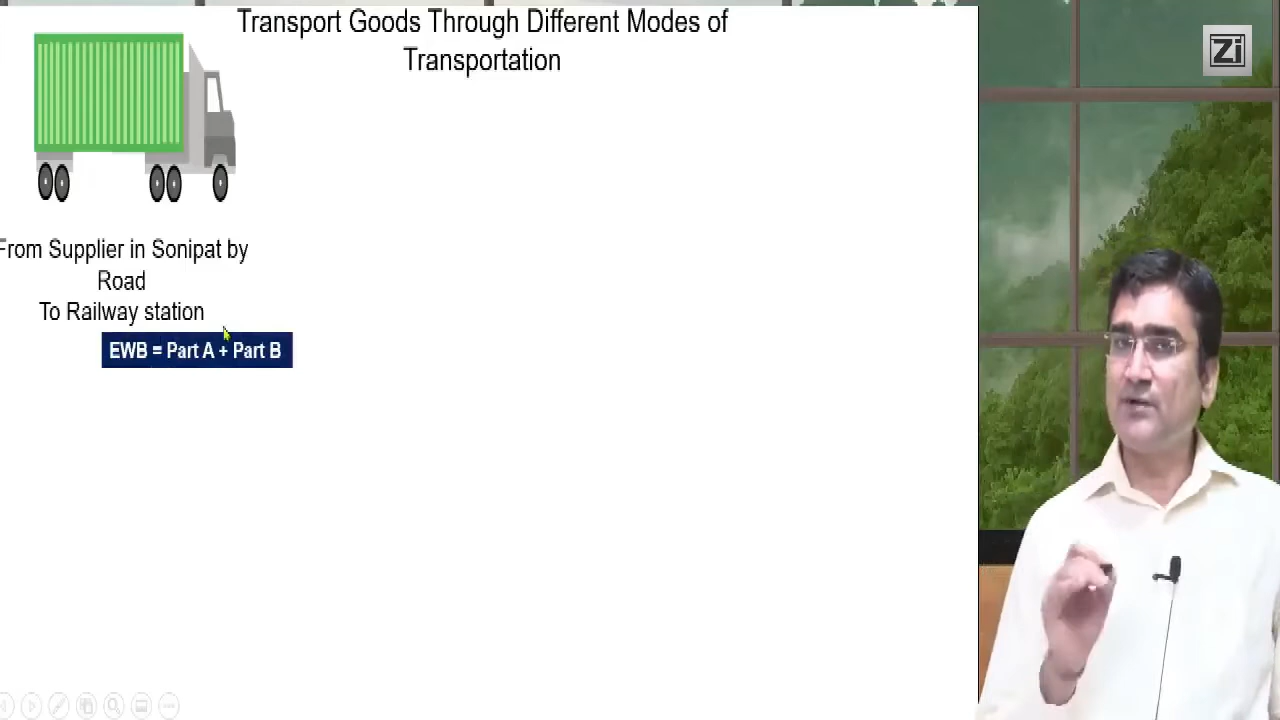 Transport Goods Through Different Modes of
Transportation
Zi
From Supplier in Sonipat by
Road
To Railway station
EWB = Part A + Part B